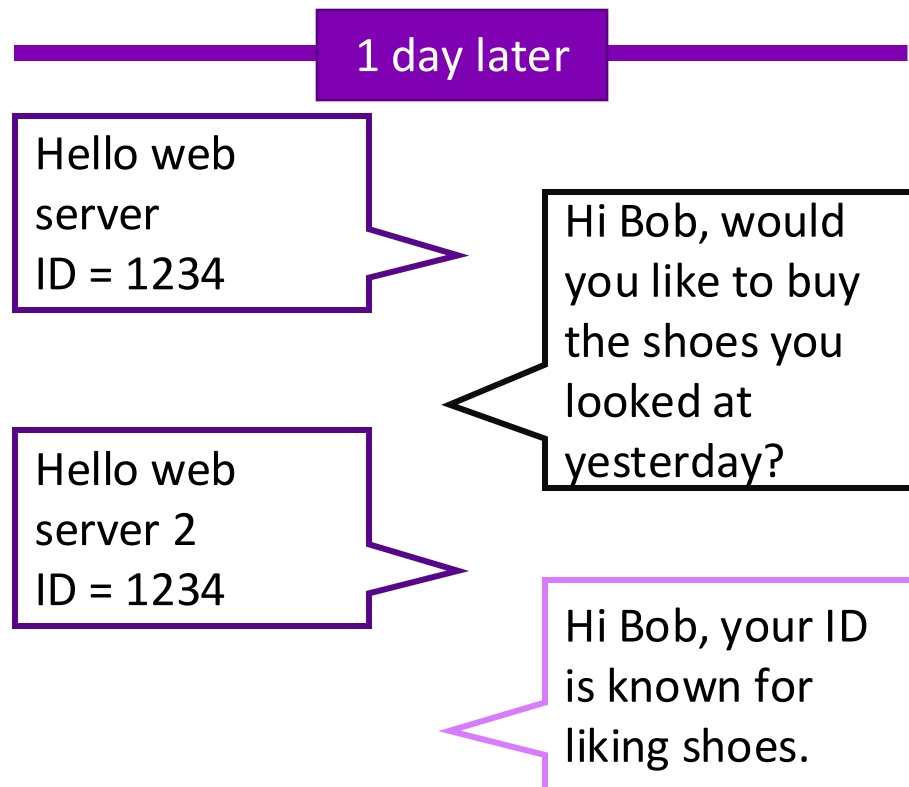 1 day later
Hello web
server
ID = 1234
Hi Bob, would
you like to buy
the shoes you
looked at
yesterday?
Hello web
server 2
ID = 1234
Hi Bob, your ID
is known for
liking shoes.